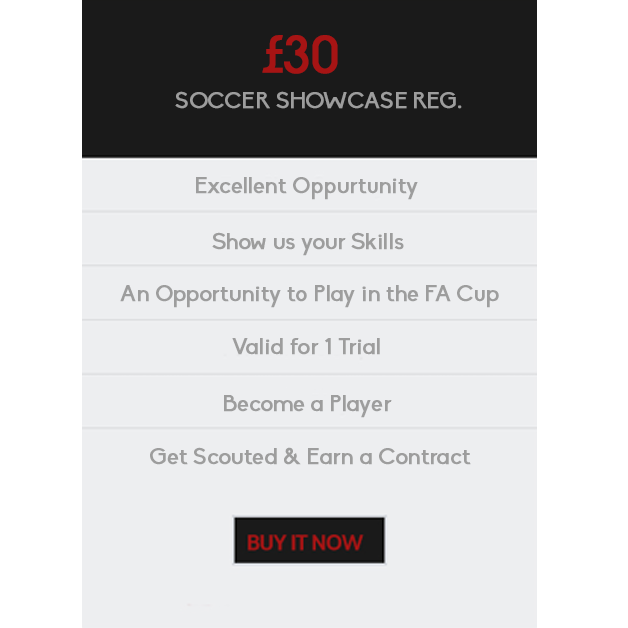 £30
SOCCER SHOWCASE REG.
Excellent Oppurtunity
Show us your Skills
An Opportunity to Play in the FA Cup
Valid for 1 Trial
Become a Player
Get Scouted & Earn a Contract
BUY IT NOW